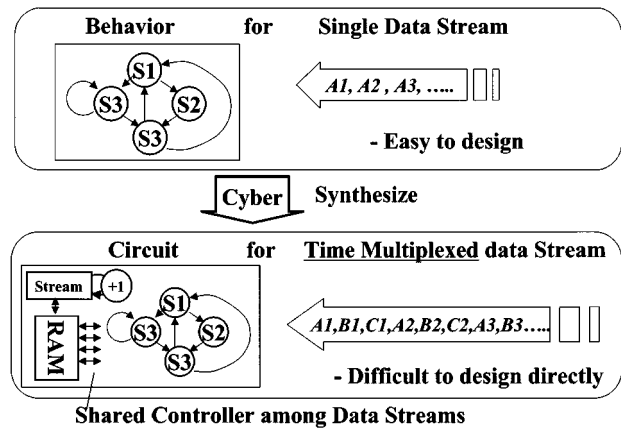 Behavior for Single Data Stream
S1
S3
S2
S3
A1, A2 , A3, .....
- Easy to design
Cyber Synthesize
Circuit for Time Multiplexed data Stream
Stream +1
RAM
S1
S3
S2
S3
A1,B1,C1,A2,B2,C2,A3,B3.....
- Difficult to design directly
Shared Controller among Data Streams